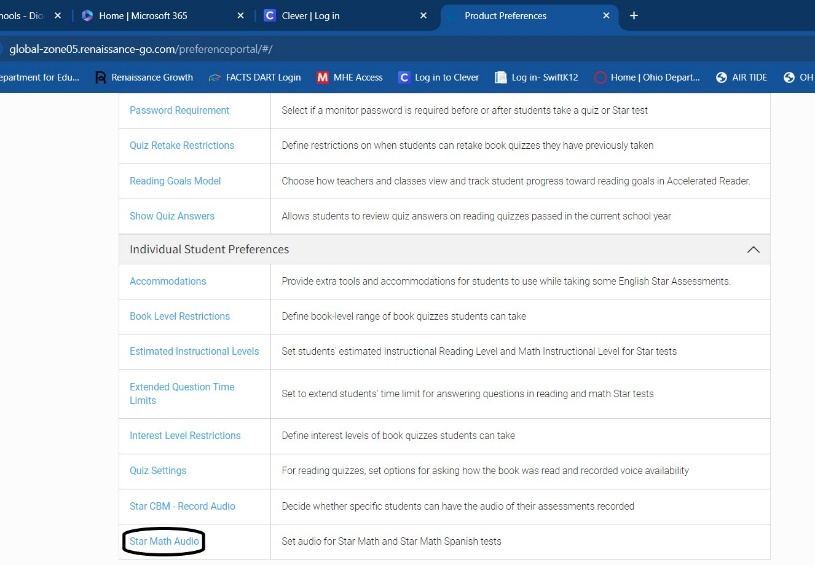 hools - Dio
Home | Microsoft 365
Clever | Log in
Product Preferences
global-zone05.renaissance-go.com/preferenceportal/#/
epartment for Edu...
Renaissance Growth
FACTS DART Login
MHE Access
Log in to Clever
Log in- SwiftK12
Home | Ohio Depart...
AIR TIDE
OH
Password Requirement Select if a monitor password is required before or after students take a quiz or Star test
Quiz Retake Restrictions Define restrictions on when students can retake book quizzes they have previously taken
Reading Goals Model Choose how teachers and classes view and track student progress toward reading goals in Accelerated Reader.
Show Quiz Answers Allows students to review quiz answers on reading quizzes passed in the current school year
Individual Student Preferences
Accommodations Provide extra tools and accommodations for students to use while taking some English Star Assessments.
Book Level Restrictions Define book-level range of book quizzes students can take
Estimated Instructional Levels Set students' estimated Instructional Reading Level and Math Instructional Level for Star tests
Extended Question Time
Limits
Set to extend students' time limit for answering questions in reading and math Star tests
Interest Level Restrictions Define interest levels of book quizzes students can take
Quiz Settings For reading quizzes, set options for asking how the book was read and recorded voice availability
Star CBM - Record Audio Decide whether specific students can have the audio of their assessments recorded
Star Math Audio Set audio for Star Math and Star Math Spanish tests